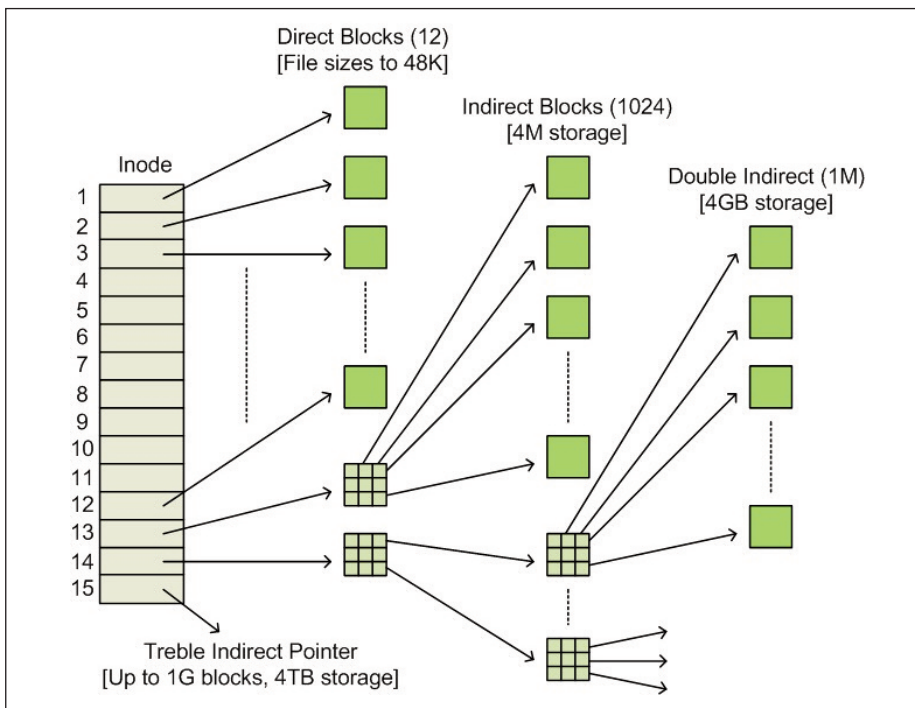 Direct Blocks (12)
[File sizes to 48K]
Indirect Blocks (1024)
[4M storage]
Double Indirect (1M)
[4GB storage]
Inode
1
2
3
4
5
6
7
8
9
10
11
12
13
14
15
Treble Indirect Pointer
[Up to 1G blocks, 4TB storage]